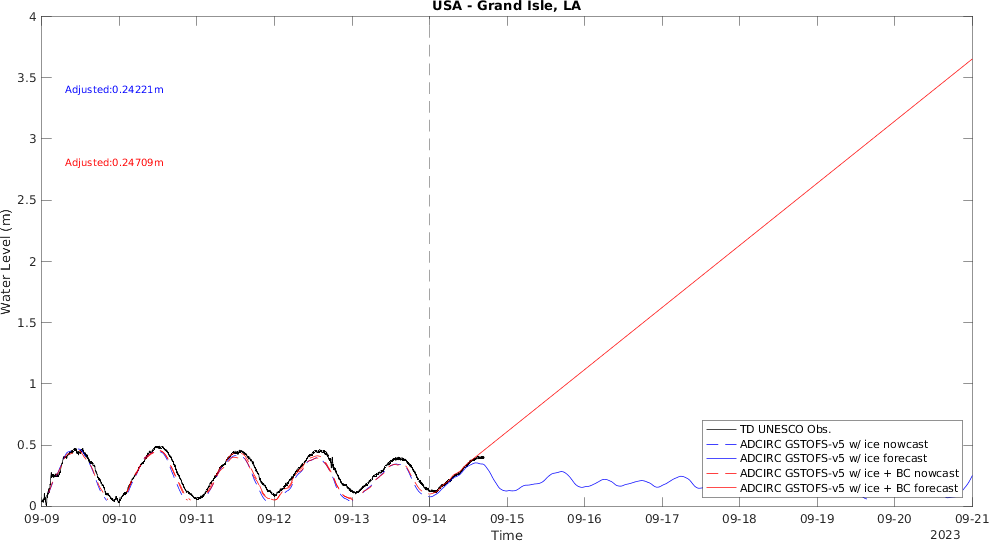 USA - Grand Isle, LA
4
3.5
3
2.5
2
1.5
1
0.5
0
Water Level (m)
Adjusted:0.24221m
Adjusted:0.24709m
TD UNESCO Obs.
ADCIRC GSTOFS-v5 w/ ice nowcast
ADCIRC GSTOFS-v5 w/ ice forecast
ADCIRC GSTOFS-v5 w/ ice + BC nowcast
ADCIRC GSTOFS-v5 w/ ice + BC forecast
09-09 09-10 09-11 09-12 09-13 09-14 09-15 09-16 09-17 09-18 09-19 09-20 09-21
Time
2023